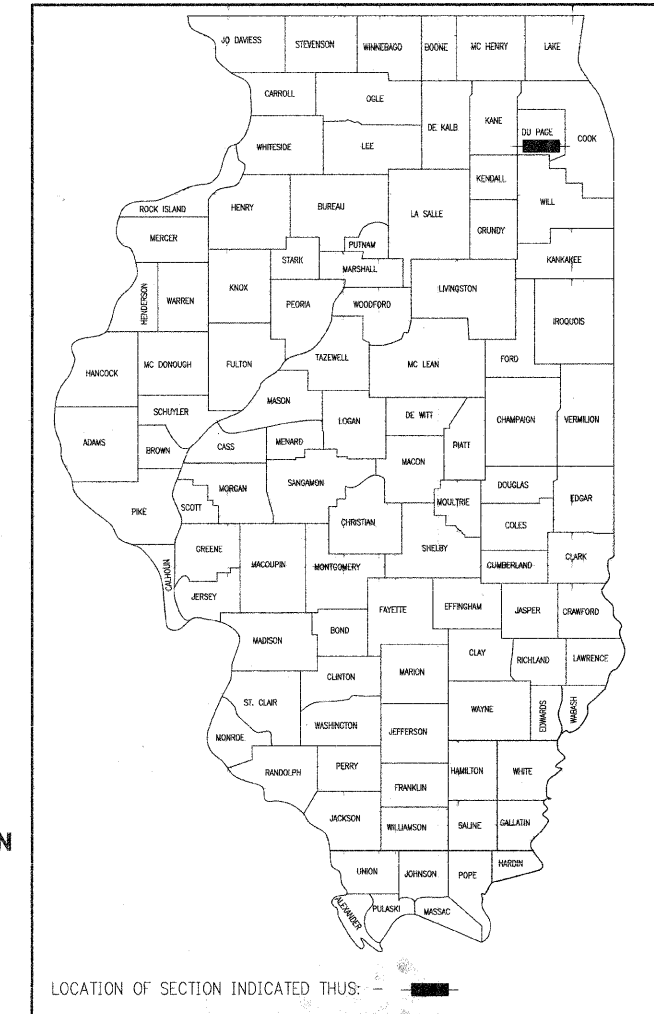 JO DAVIESS STEVENSON WINNEBAGO BOONE MC HENRY LAKE
CARROLL OGLE DE KALB KANE DU PAGE COOK
WHITESIDE LEE
KENDALL
WILL
ROCK ISLAND HENRY BUREAU LA SALLE GRUNDY
MERCER PUTNAM
STARK MARSHALL KANKAKEE
HENDERSON WARREN KNOX PEORIA WOODFORD LIVINGSTON IROQUOIS
HANCOCK MC DONOUGH FULTON TAZEWELL MC LEAN FORD
MASON
SCHUYLER LOGAN DE WITT CHAMPAIGN VERMILION
ADAMS BROWN CASS MENARD PIATT
MACON
MORGAN SANGAMON DOUGLAS
PIKE SCOTT MOULTRIE EDGAR
CHRISTIAN COLES
GREENE SHELBY
CALHOUN MACOUPIN MONTGOMERY CUMBERLAND CLARK
JERSEY FAYETTE EFFINGHAM JASPER CRAWFORD
MADISON BOND
CLAY RICHLAND LAWRENCE
CLINTON MARION
ST. CLAIR WAYNE EDWARDS WABASH
WASHINGTON JEFFERSON
MONROE
RANDOLPH PERRY HAMILTON WHITE
FRANKLIN
JACKSON WILLIAMSON SALINE GALLATIN
N
HARDIN
UNION JOHNSON POPE
ALEXANDER PULASKI MASSAC
LOCATION OF SECTION INDICATED THUS: -